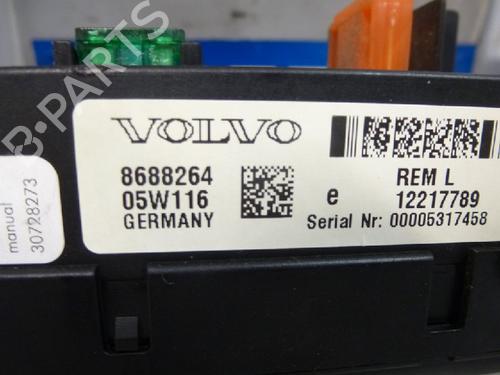 B-PARTS
VOLVO
8688264
05W116
GERMANY
e
REM L
12217789
Serial Nr: 00005317458
manual
30728273